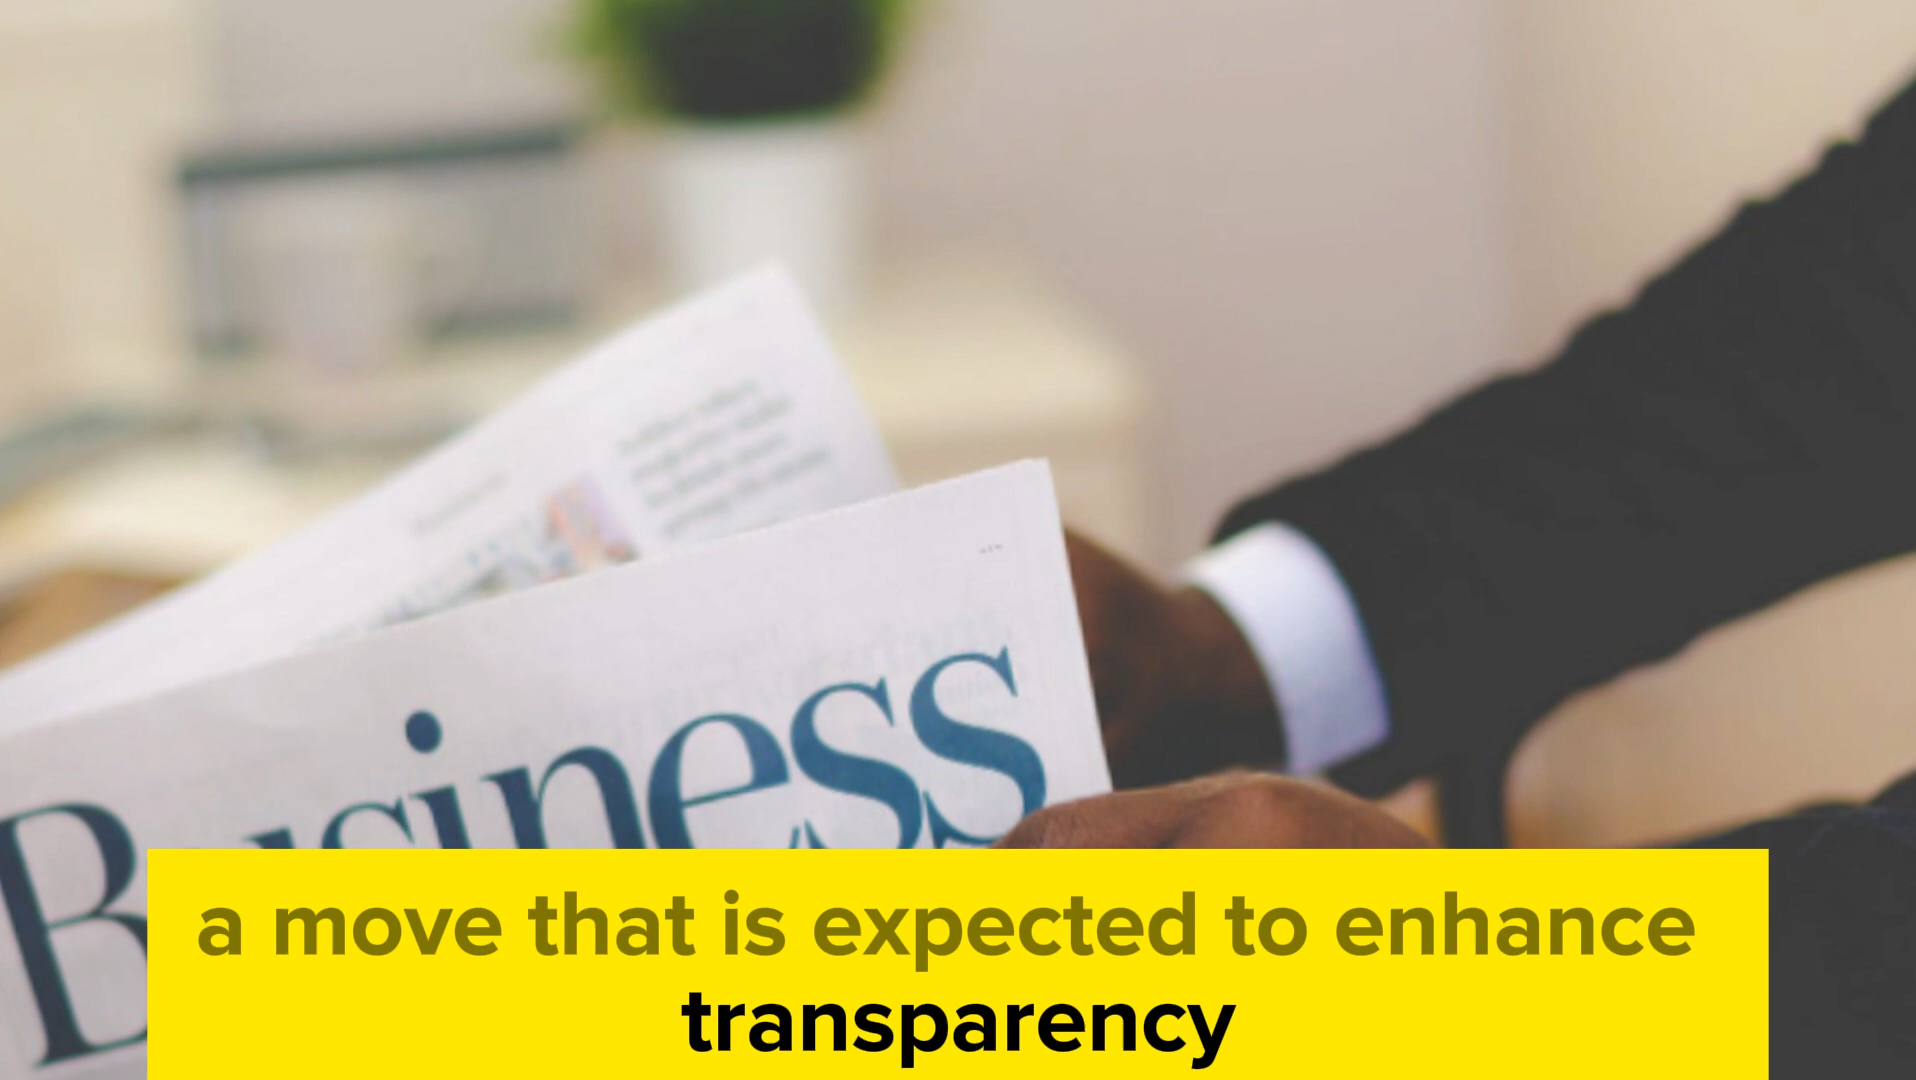 Business
a move that is expected to enhance
transparency